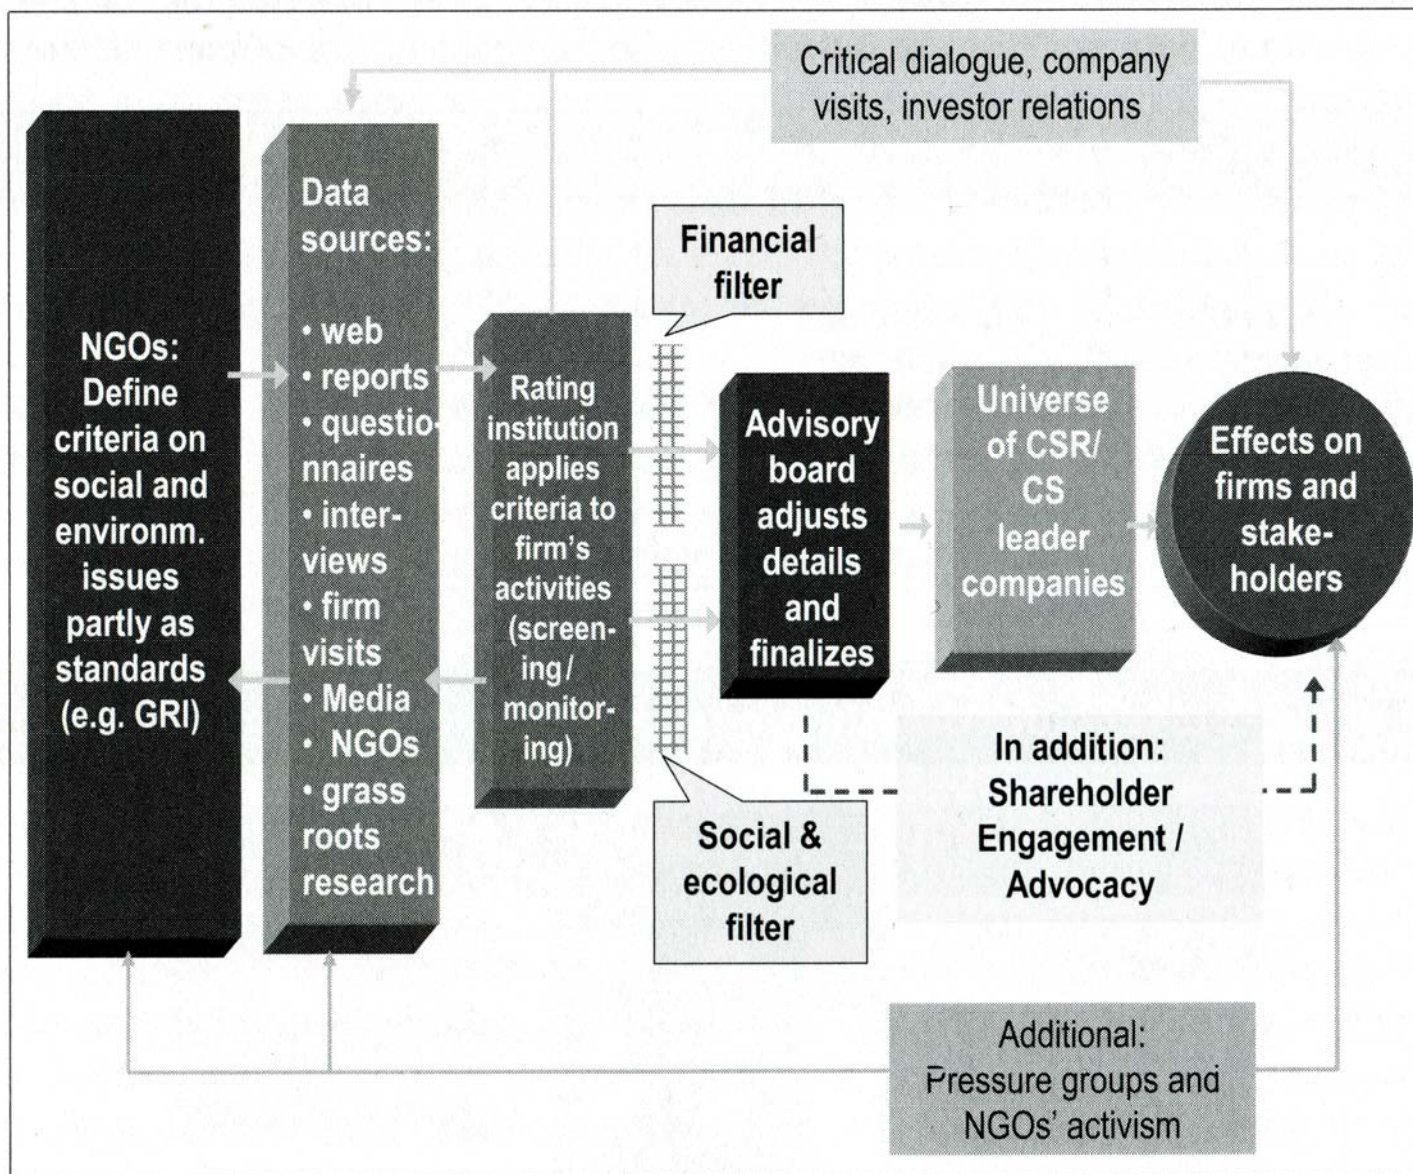 Critical dialogue, company
visits, investor relations
NGOs:
Define
criteria on
social and
environm.
issues
partly as
standards
(e.g. GRI)
Data
sources:
• web
• reports
• questio-
nnaires
• inter-
views
• firm
visits
• Media
• NGOs
• grass
roots
research
Rating
institution
applies
criteria to
firm's
activities
(screen-
ing/
monitor-
ing)
Financial
filter
Social &
ecological
filter
Advisory
board
adjusts
details
and
finalizes
Universe
of CSR/
CS
leader
companies
Effects on
firms and
stake-
holders
In addition:
Shareholder
Engagement /
Advocacy
Additional:
Pressure groups and
NGOs' activism